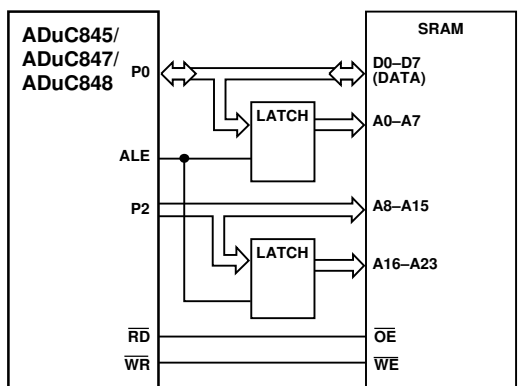 ADuC845/
ADuC847/
ADuC848
SRAM
P0
D0–D7
(DATA)
LATCH
A0–A7
ALE
P2
A8–A15
LATCH
A16–A23
RD
OE
WR
WE